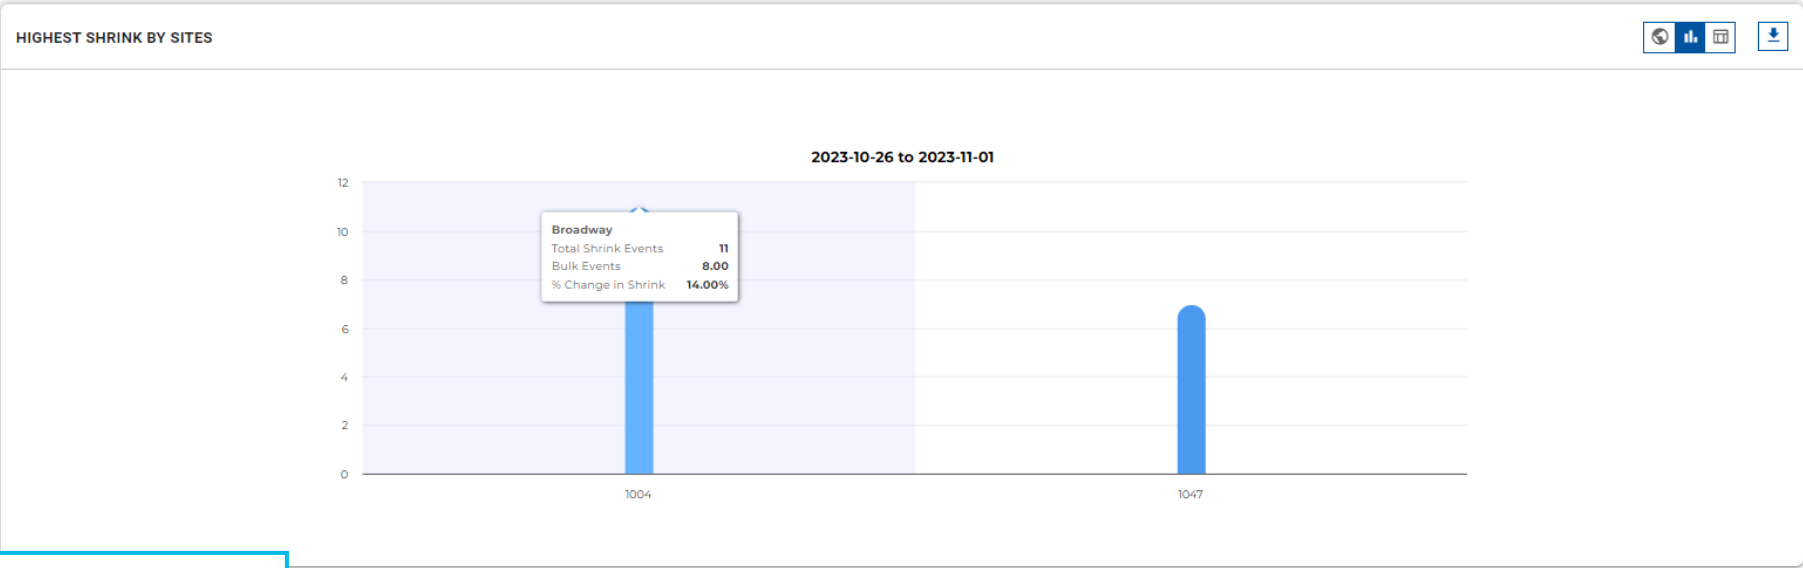 HIGHEST SHRINK BY SITES
2023-10-26 to 2023-11-01
12
10
8
6
4
2
0
Broadway
Total Shrink Events 11
Bulk Events 8.00
% Change in Shrink 14.00%
1004 1047